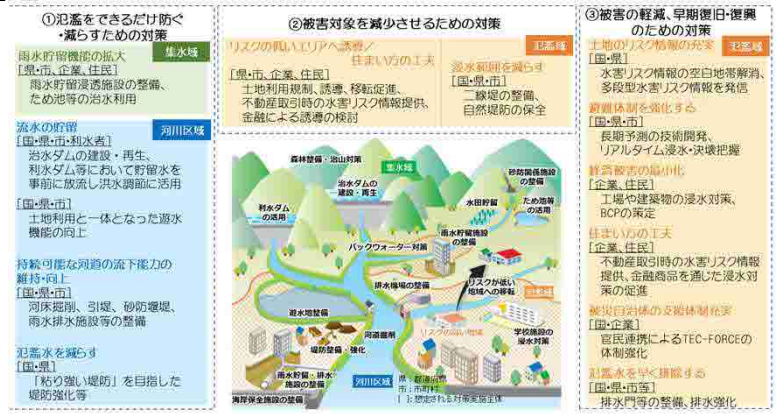 ①氾濫をできるだけ防ぐ
・減らすための対策
集水域
雨水貯留機能の拡大
[県・市、企業、住民]
雨水貯留浸透施設の整備、
ため池等の治水利用
河川区域
流水の貯留
[国・県・市・利水者]
治水ダムの建設・再生、
利水ダム等において貯留水を
事前に放流し洪水調節に活用
[国・県・市]
土地利用と一体となった遊水
機能の向上
持続可能な河道の流下能力の
維持・向上
[国・県・市]
河床掘削、引堤、砂防堰堤、
雨水排水施設等の整備
氾濫水を減らす
[国・県]
「粘り強い堤防」を目指した
堤防強化等
②被害対象を減少させるための対策
氾濫域
リスクの低いエリアへ誘導／
住まい方の工夫
[県・市、企業、住民]
土地利用規制、誘導、移転促進、
不動産取引時の水害リスク情報提供、
金融による誘導の検討
浸水範囲を減らす
[国・県・市]
二線堤の整備、
自然堤防の保全
森林整備・治山対策
集水域
砂防関係施設
の整備
治水ダムの
建設・再生
利水ダム
の活用
水田貯留
ため池等
の活用
雨水貯留施設
の整備
バックウォーター対策
排水機場の整備
リスクが低い
地域への移転
氾濫域
遊水地整備
河道掘削
堤防整備・強化
リスクの高い地域
学校施設の
浸水対策
雨水貯留・排水
施設の整備
海岸保全施設の整備
河川区域
県：都道府県
市：市町村
[ ]：想定される対策実施主体
③被害の軽減、早期復旧・復興
のための対策
氾濫域
土地のリスク情報の充実
[国・県]
水害リスク情報の空白地帯解消、
多段型水害リスク情報を発信
避難体制を強化する
[国・県・市]
長期予測の技術開発、
リアルタイム浸水・決壊把握
経済被害の最小化
[企業、住民]
工場や建築物の浸水対策、
BCPの策定
住まい方の工夫
[企業、住民]
不動産取引時の水害リスク情報
提供、金融商品を通じた浸水対
策の促進
被災自治体の支援体制充実
[国・企業]
官民連携によるTEC-FORCEの
体制強化
氾濫水を早く排除する
[国・県・市等]
排水門等の整備、排水強化